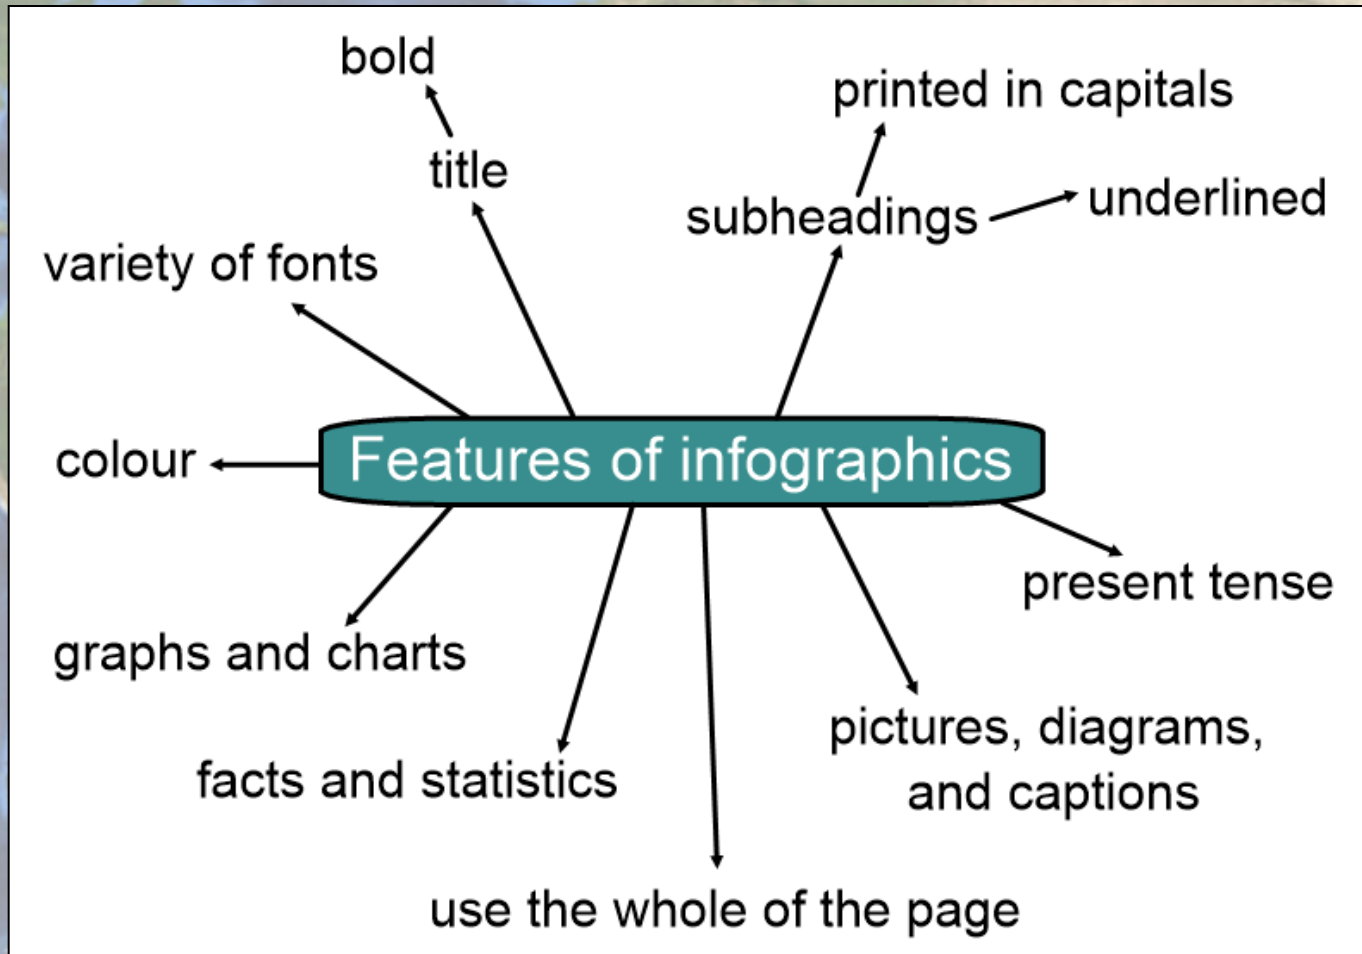 bold
printed in capitals
title
underlined
subheadings
variety of fonts
colour
Features of infographics
present tense
graphs and charts
pictures, diagrams,
and captions
facts and statistics
use the whole of the page